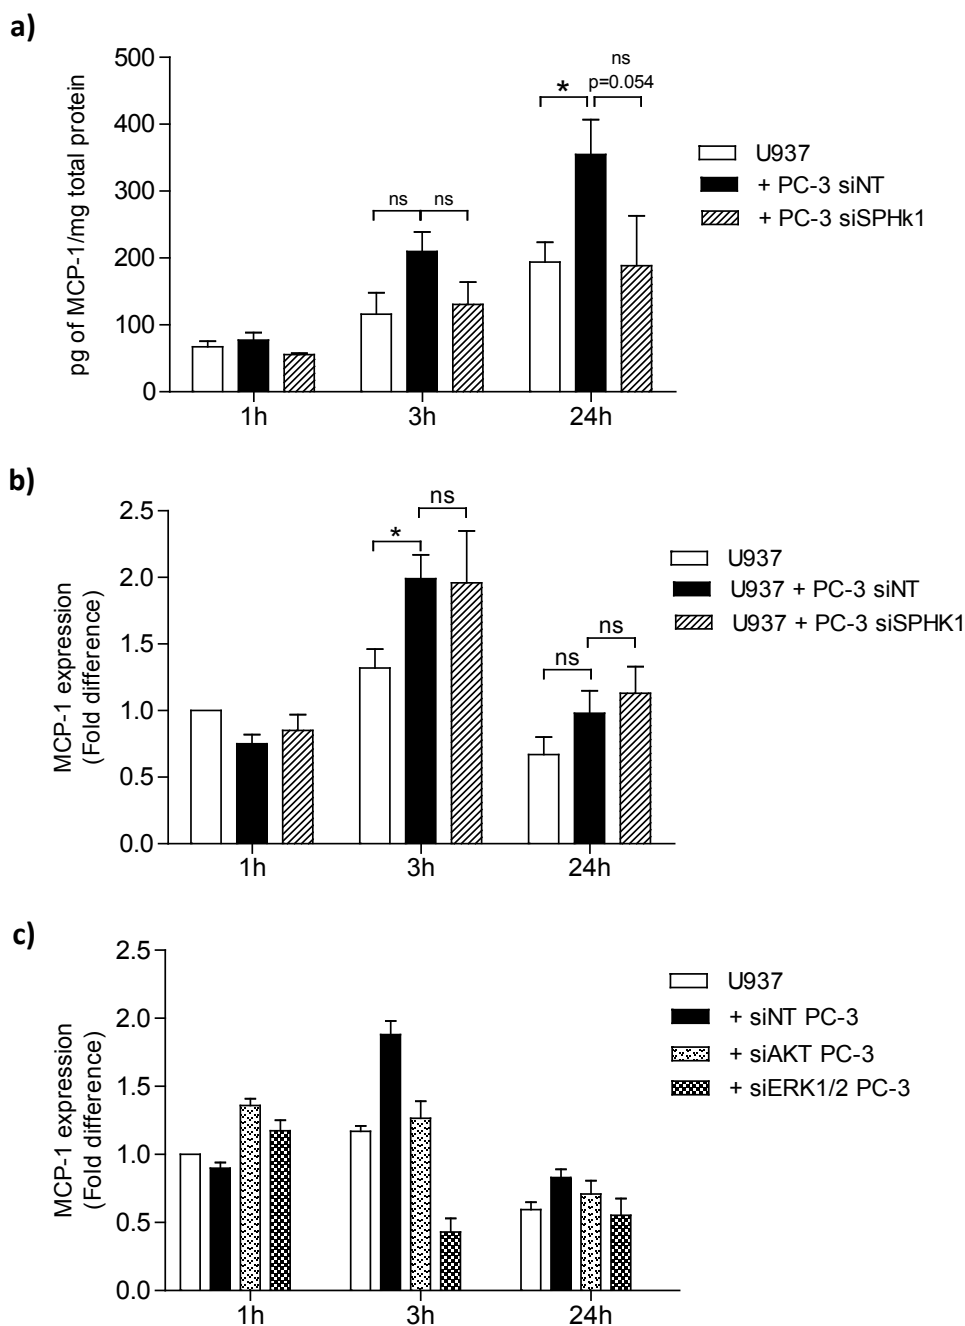 a)
pg of MCP-1/mg total protein
500
400
300
200
100
0
ns
ns
*
ns
p=0.054
1h
3h
24h
U937
+ PC-3 siNT
+ PC-3 siSPHk1
b)
MCP-1 expression
(Fold difference)
2.5
2.0
1.5
1.0
0.5
0.0
*
ns
ns
ns
1h
3h
24h
U937
U937 + PC-3 siNT
U937 + PC-3 siSPHK1
c)
MCP-1 expression
(Fold difference)
2.5
2.0
1.5
1.0
0.5
0.0
1h
3h
24h
U937
+ siNT PC-3
+ siAKT PC-3
+ siERK1/2 PC-3